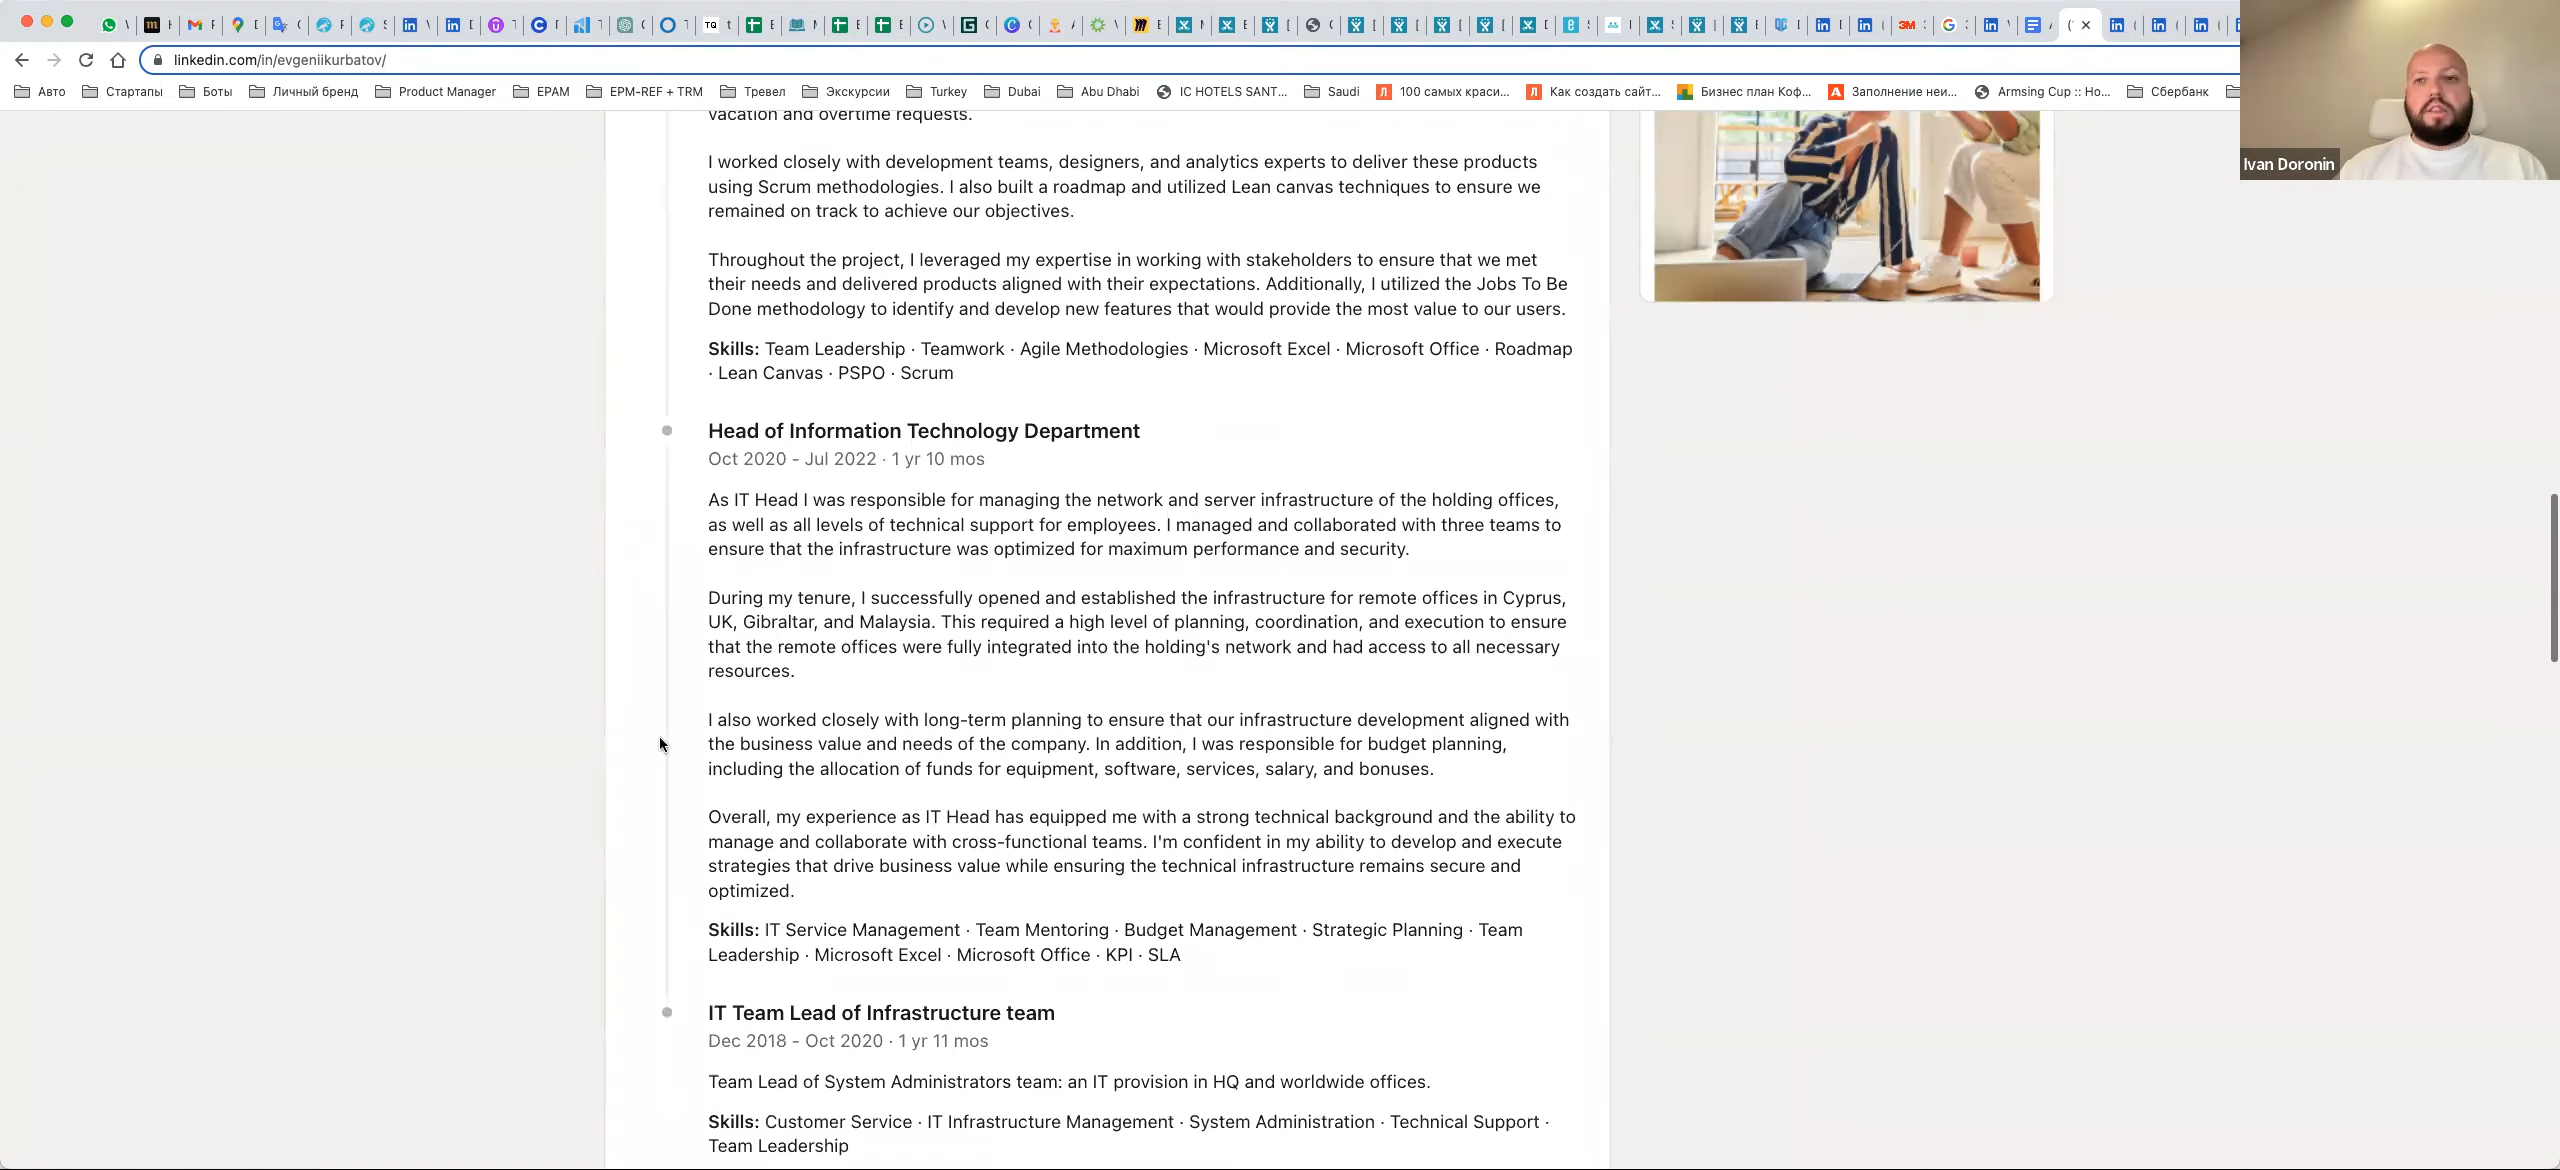 linkedin.com/in/evgeniikurbatov/
Авто Стартапы Боты Личный бренд Product Manager EPAM EPM-REF + TRM Тревел Экскурсии Turkey Dubai Abu Dhabi IC HOTELS SANT... Saudi 100 самых краси... Как создать сайт... Бизнес план Коф... Заполнение неи... Armsing Cup :: Ho... Сбербанк
Ivan Doronin
vacation and overtime requests.
I worked closely with development teams, designers, and analytics experts to deliver these products
using Scrum methodologies. I also built a roadmap and utilized Lean canvas techniques to ensure we
remained on track to achieve our objectives.
Throughout the project, I leveraged my expertise in working with stakeholders to ensure that we met
their needs and delivered products aligned with their expectations. Additionally, I utilized the Jobs To Be
Done methodology to identify and develop new features that would provide the most value to our users.
Skills: Team Leadership · Teamwork · Agile Methodologies · Microsoft Excel · Microsoft Office · Roadmap
· Lean Canvas · PSPO · Scrum
Head of Information Technology Department
Oct 2020 - Jul 2022 · 1 yr 10 mos
As IT Head I was responsible for managing the network and server infrastructure of the holding offices,
as well as all levels of technical support for employees. I managed and collaborated with three teams to
ensure that the infrastructure was optimized for maximum performance and security.
During my tenure, I successfully opened and established the infrastructure for remote offices in Cyprus,
UK, Gibraltar, and Malaysia. This required a high level of planning, coordination, and execution to ensure
that the remote offices were fully integrated into the holding's network and had access to all necessary
resources.
I also worked closely with long-term planning to ensure that our infrastructure development aligned with
the business value and needs of the company. In addition, I was responsible for budget planning,
including the allocation of funds for equipment, software, services, salary, and bonuses.
Overall, my experience as IT Head has equipped me with a strong technical background and the ability to
manage and collaborate with cross-functional teams. I'm confident in my ability to develop and execute
strategies that drive business value while ensuring the technical infrastructure remains secure and
optimized.
Skills: IT Service Management · Team Mentoring · Budget Management · Strategic Planning · Team
Leadership · Microsoft Excel · Microsoft Office · KPI · SLA
IT Team Lead of Infrastructure team
Dec 2018 - Oct 2020 · 1 yr 11 mos
Team Lead of System Administrators team: an IT provision in HQ and worldwide offices.
Skills: Customer Service · IT Infrastructure Management · System Administration · Technical Support ·
Team Leadership